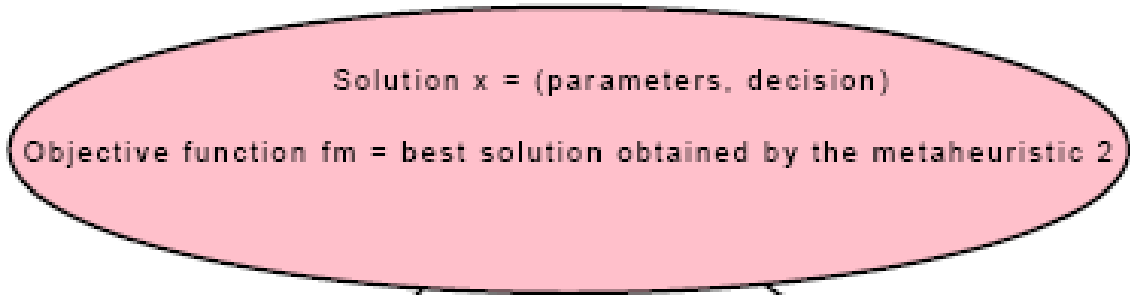 Solution x = (parameters, decision)
Objective function fm = best solution obtained by the metaheuristic 2